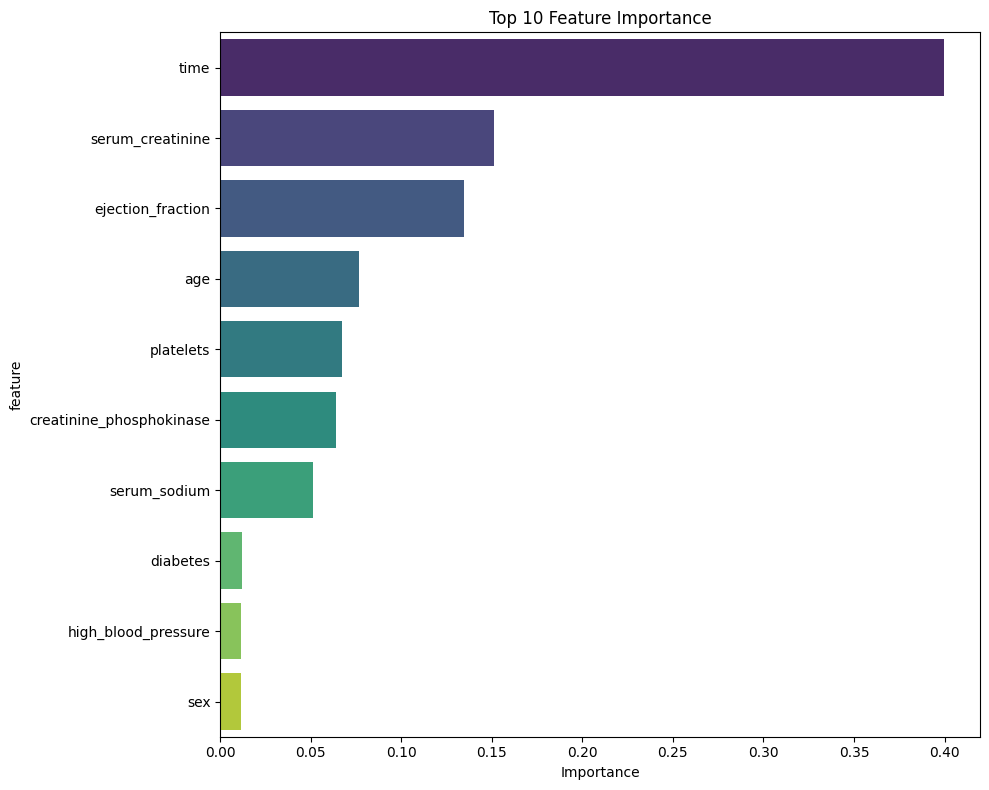 Top 10 Feature Importance
time
serum_creatinine
ejection_fraction
age
platelets
creatinine_phosphokinase
serum_sodium
diabetes
high_blood_pressure
sex
feature
0.00 0.05 0.10 0.15 0.20 0.25 0.30 0.35 0.40
Importance